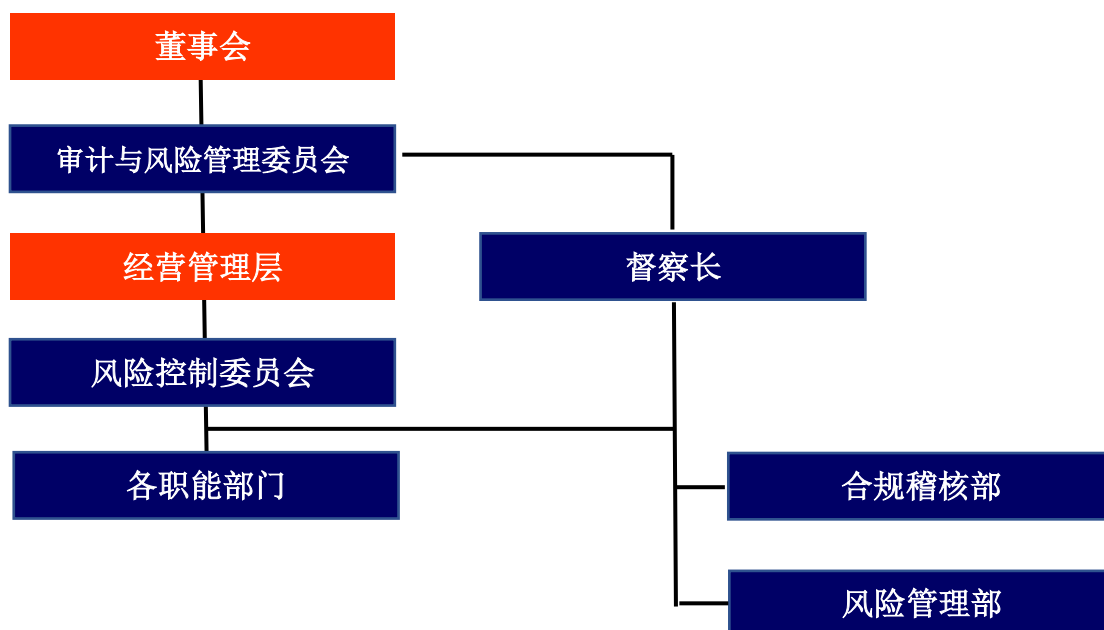 董事会
审计与风险管理委员会
经营管理层
督察长
风险控制委员会
各职能部门
合规稽核部
风险管理部